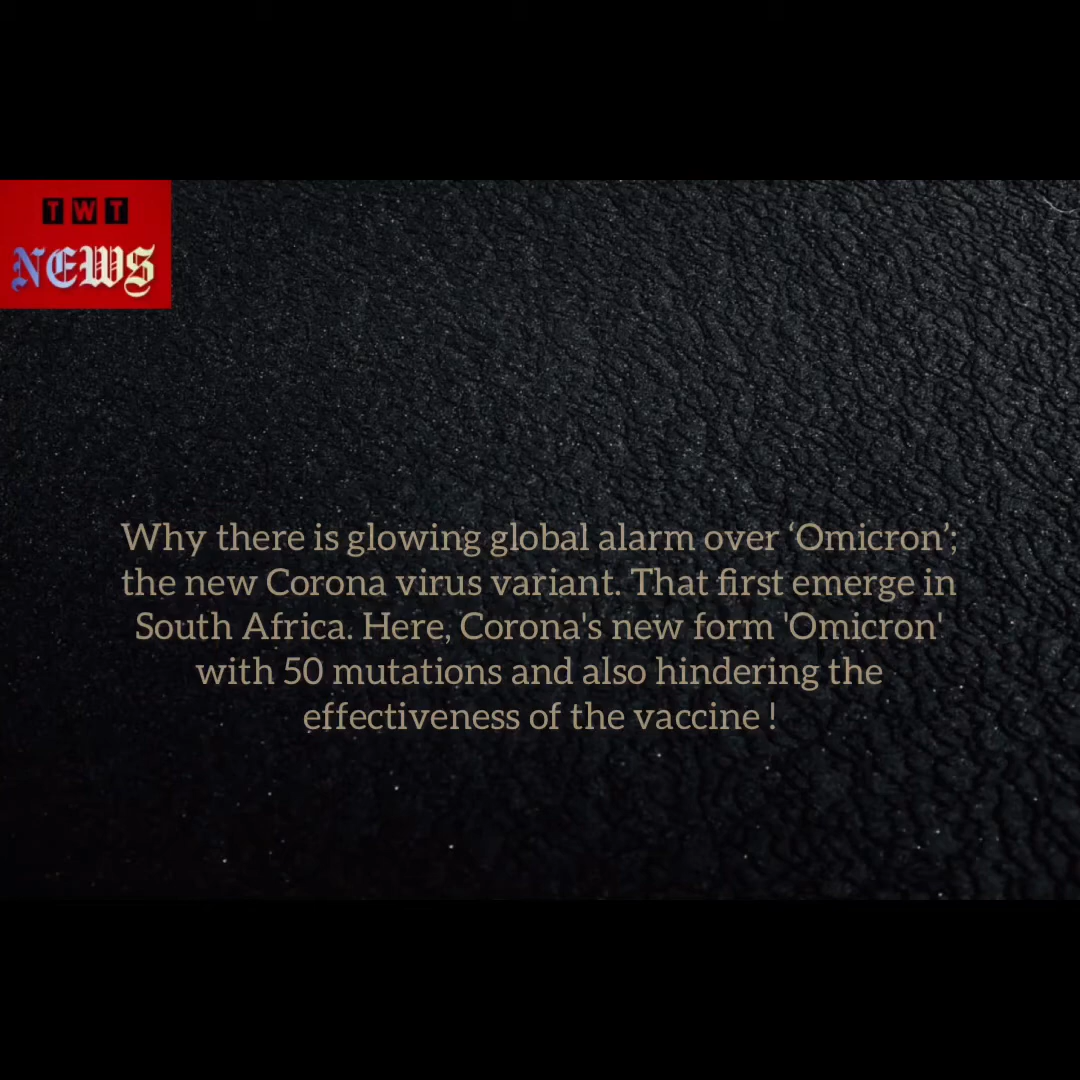 TWT
NEWS
Why there is glowing global alarm over ‘Omicron’;
the new Corona virus variant. That first emerge in
South Africa. Here, Corona's new form 'Omicron'
with 50 mutations and also hindering the
effectiveness of the vaccine !